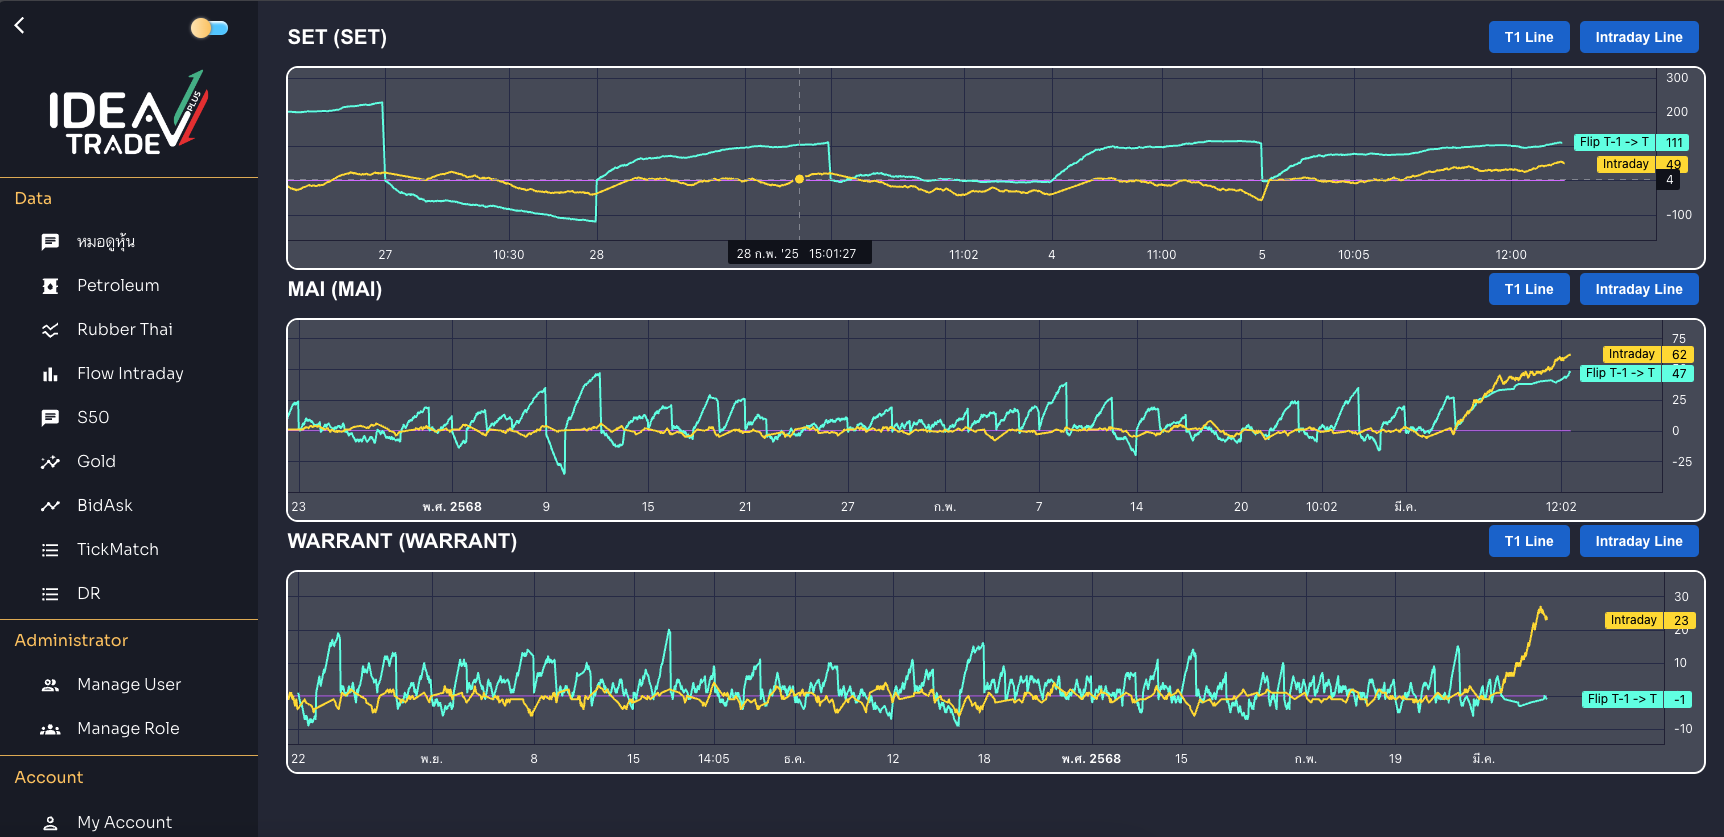 IDEA
TRADE
PLUS
Data
หมอดูหุ้น
Petroleum
Rubber Thai
Flow Intraday
S50
Gold
BidAsk
TickMatch
DR
Administrator
Manage User
Manage Role
Account
My Account
SET (SET)
T1 Line
Intraday Line
300
200
Flip T-1 -> T 111
Intraday 49
4
-100
27 10:30 28 28 ก.พ. '25 15:01:27 11:02 4 11:00 5 10:05 12:00
MAI (MAI)
T1 Line
Intraday Line
75
Intraday 62
Flip T-1 -> T 47
25
0
-25
23 พ.ศ. 2568 9 15 21 27 ก.พ. 7 14 20 10:02 มี.ค. 12:02
WARRANT (WARRANT)
T1 Line
Intraday Line
30
Intraday 23
20
10
Flip T-1 -> T -1
-10
22 พ.ย. 8 15 14:05 ธ.ค. 12 18 พ.ศ. 2568 15 ก.พ. 19 มี.ค.